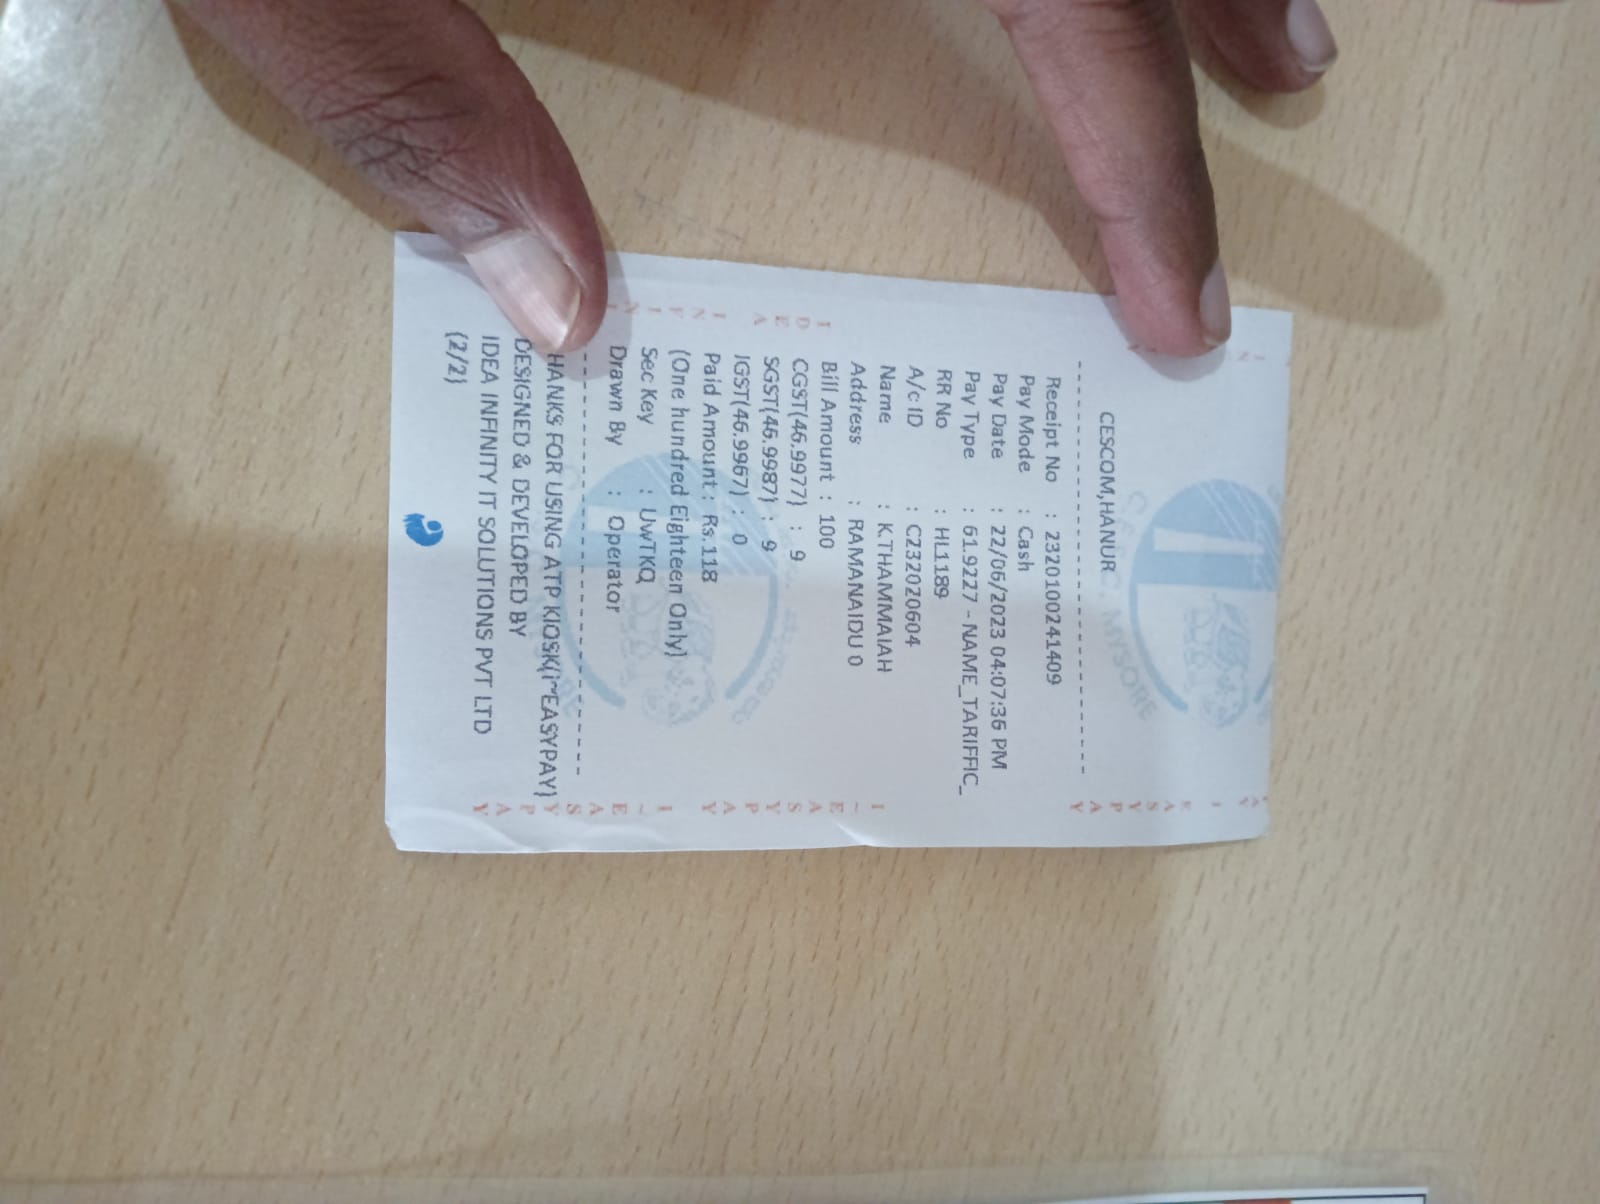 CESCOM,HANUR
Receipt No : 2320100241409
Pay Mode : Cash
Pay Date : 22/06/2023 04:07:36 PM
Pay Type : 61.9227 - NAME_TARIFFIC_
RR No : HL1189
A/c ID : C232020604
Name : K.THAMMAIAH
Address : RAMANAIDU 0
Bill Amount : 100
CGST(46.9977) : 9
SGST(46.9987) : 9
IGST(46.9967) : 0
Paid Amount : Rs.118
(One hundred Eighteen Only)
Sec Key : UwTKQ
Drawn By : Operator
HANKS FOR USING ATP KIOSK(i~EASYPAY)
DESIGNED & DEVELOPED BY
IDEA INFINITY IT SOLUTIONS PVT LTD
(2/2)
MYSORE
I~EASYPAY